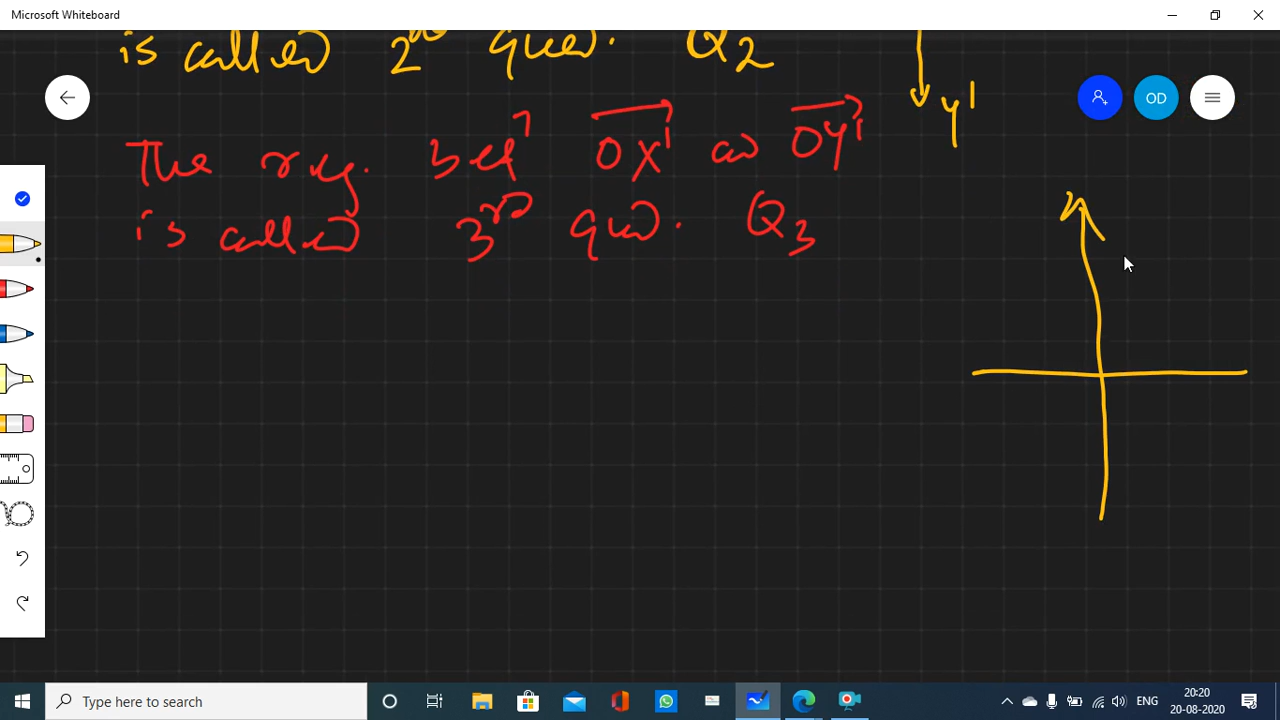 Microsoft Whiteboard
is called 2nd quad. Q2
y'
OD
The reg. betn OX' and OY'
is called 3rd quad. Q3
Type here to search
ENG
20:20
20-08-2020